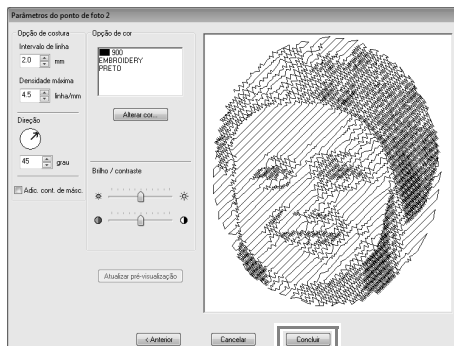 Parâmetros do ponto de foto 2
Opção de costura
Intervalo de linha
2.0 mm
Densidade máxima
4.5 linha/mm
Direção
45 grau
Adic. cont. de másc.
Opção de cor
900
EMBROIDERY
PRETO
Alterar cor...
Brilho / contraste
Atualizar pré-visualização
< Anterior
Cancelar
Concluir